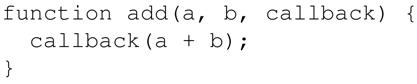 function add(a, b, callback) {
  callback(a + b);
}